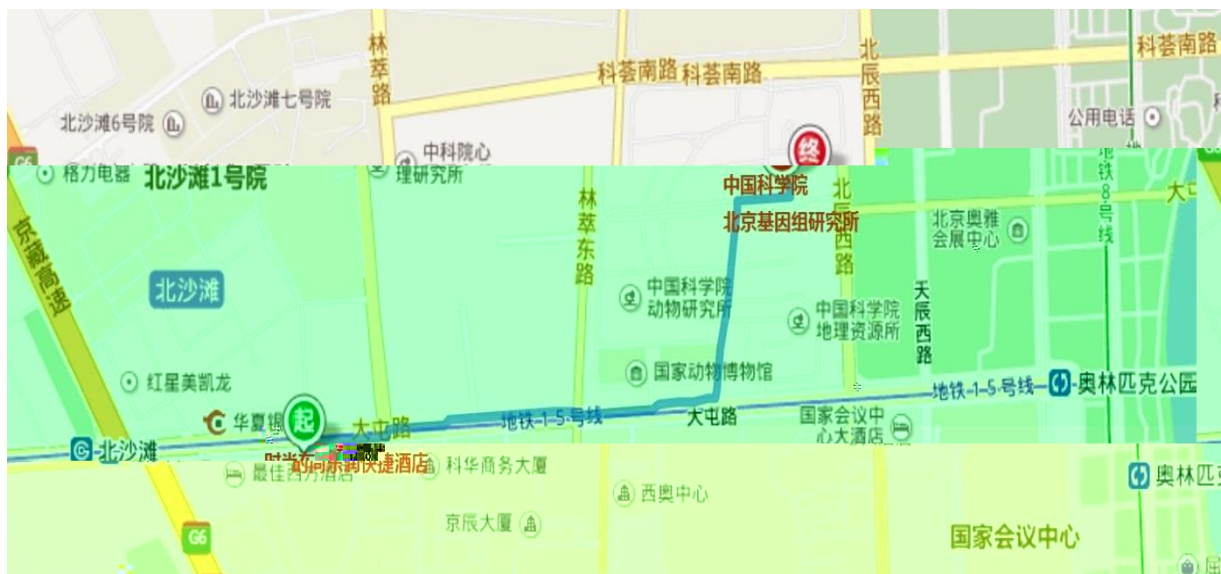 林萃路
科荟南路
科荟南路
北辰西路
科荟南路
北沙滩七号院
北沙滩6号院
公用电话
中科院心
理研究所
终
G6
格力电器
北沙滩1号院
中国科学院
北京基因组研究所
林萃东路
北辰西路
地铁8号线
大屯
北京奥雅
会展中心
京藏高速
北沙滩
中国科学院
动物研究所
中国科学院
地理资源所
天辰西路
红星美凯龙
国家动物博物馆
地铁-1-5-号线
奥林匹克公园
华夏银
起
大屯路
地铁-1-5-号线
大屯路
国家会议中
心大酒店
北沙滩
快捷酒店
科华商务大厦
西奥中心
奥林匹
京辰大厦
G6
国家会议中心
屈